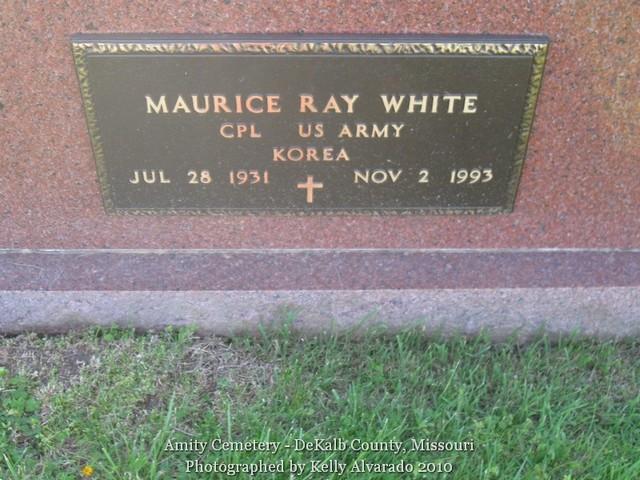 MAURICE RAY WHITE
CPL US ARMY
KOREA
JUL 28 1931 NOV 2 1993
Amity Cemetery - DeKalb County, Missouri
Photographed by Kelly Alvarado 2010